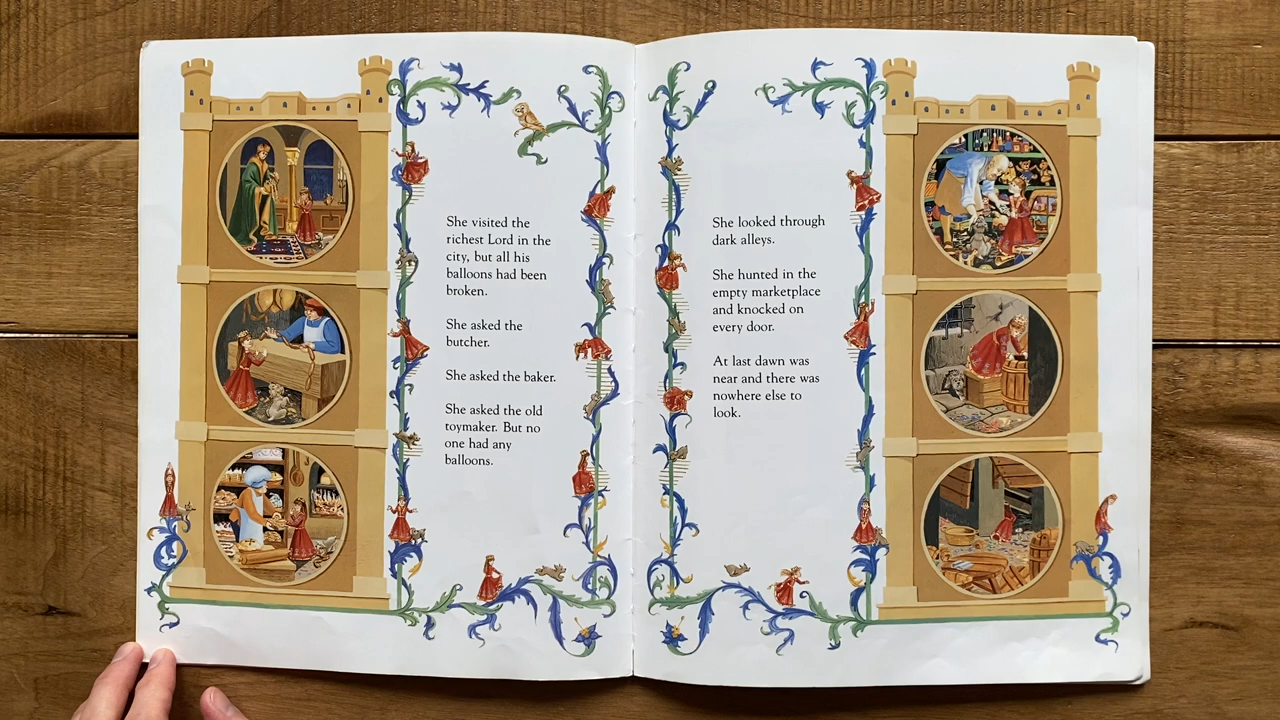 She visited the
richest Lord in the
city, but all his
balloons had been
broken.
She asked the
butcher.
She asked the baker.
She asked the old
toymaker. But no
one had any
balloons.
She looked through
dark alleys.
She hunted in the
empty marketplace
and knocked on
every door.
At last dawn was
near and there was
nowhere else to
look.